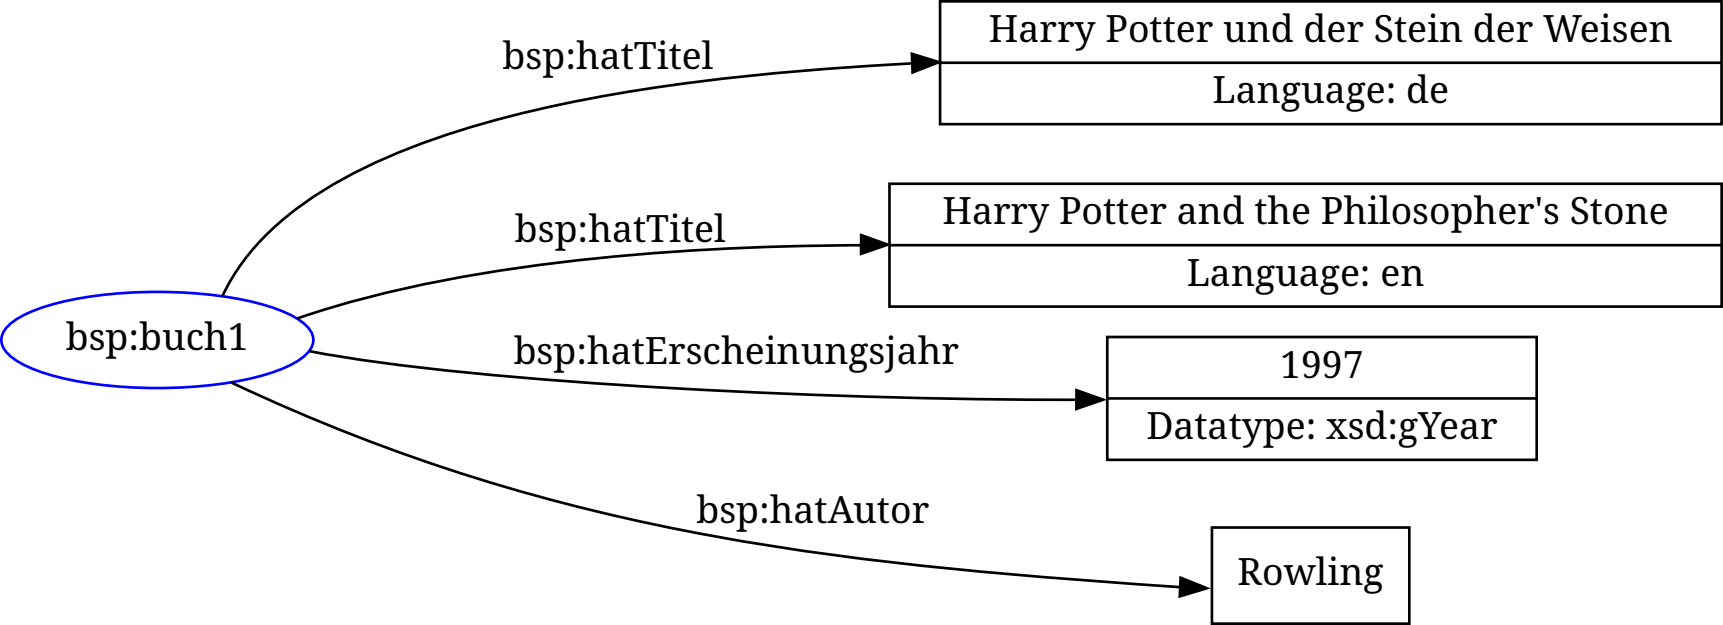 bsp:hatTitel
Harry Potter und der Stein der Weisen
Language: de
bsp:hatTitel
Harry Potter and the Philosopher's Stone
Language: en
bsp:buch1
bsp:hatErscheinungsjahr
1997
Datatype: xsd:gYear
bsp:hatAutor
Rowling